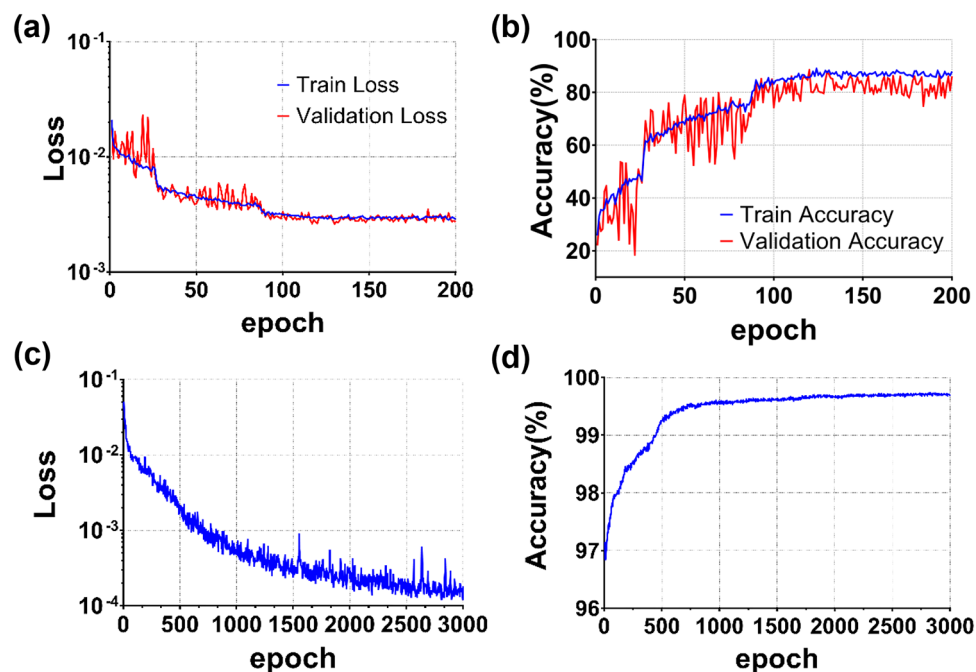 (a)
10-1
10-2
10-3
Loss
Train Loss
Validation Loss
0 50 100 150 200
epoch
(b)
100
80
60
40
20
Accuracy(%)
Train Accuracy
Validation Accuracy
0 50 100 150 200
epoch
(c)
10-1
10-2
10-3
10-4
Loss
0 500 1000 1500 2000 2500 3000
epoch
(d)
100
99
98
97
96
Accuracy(%)
0 500 1000 1500 2000 2500 3000
epoch